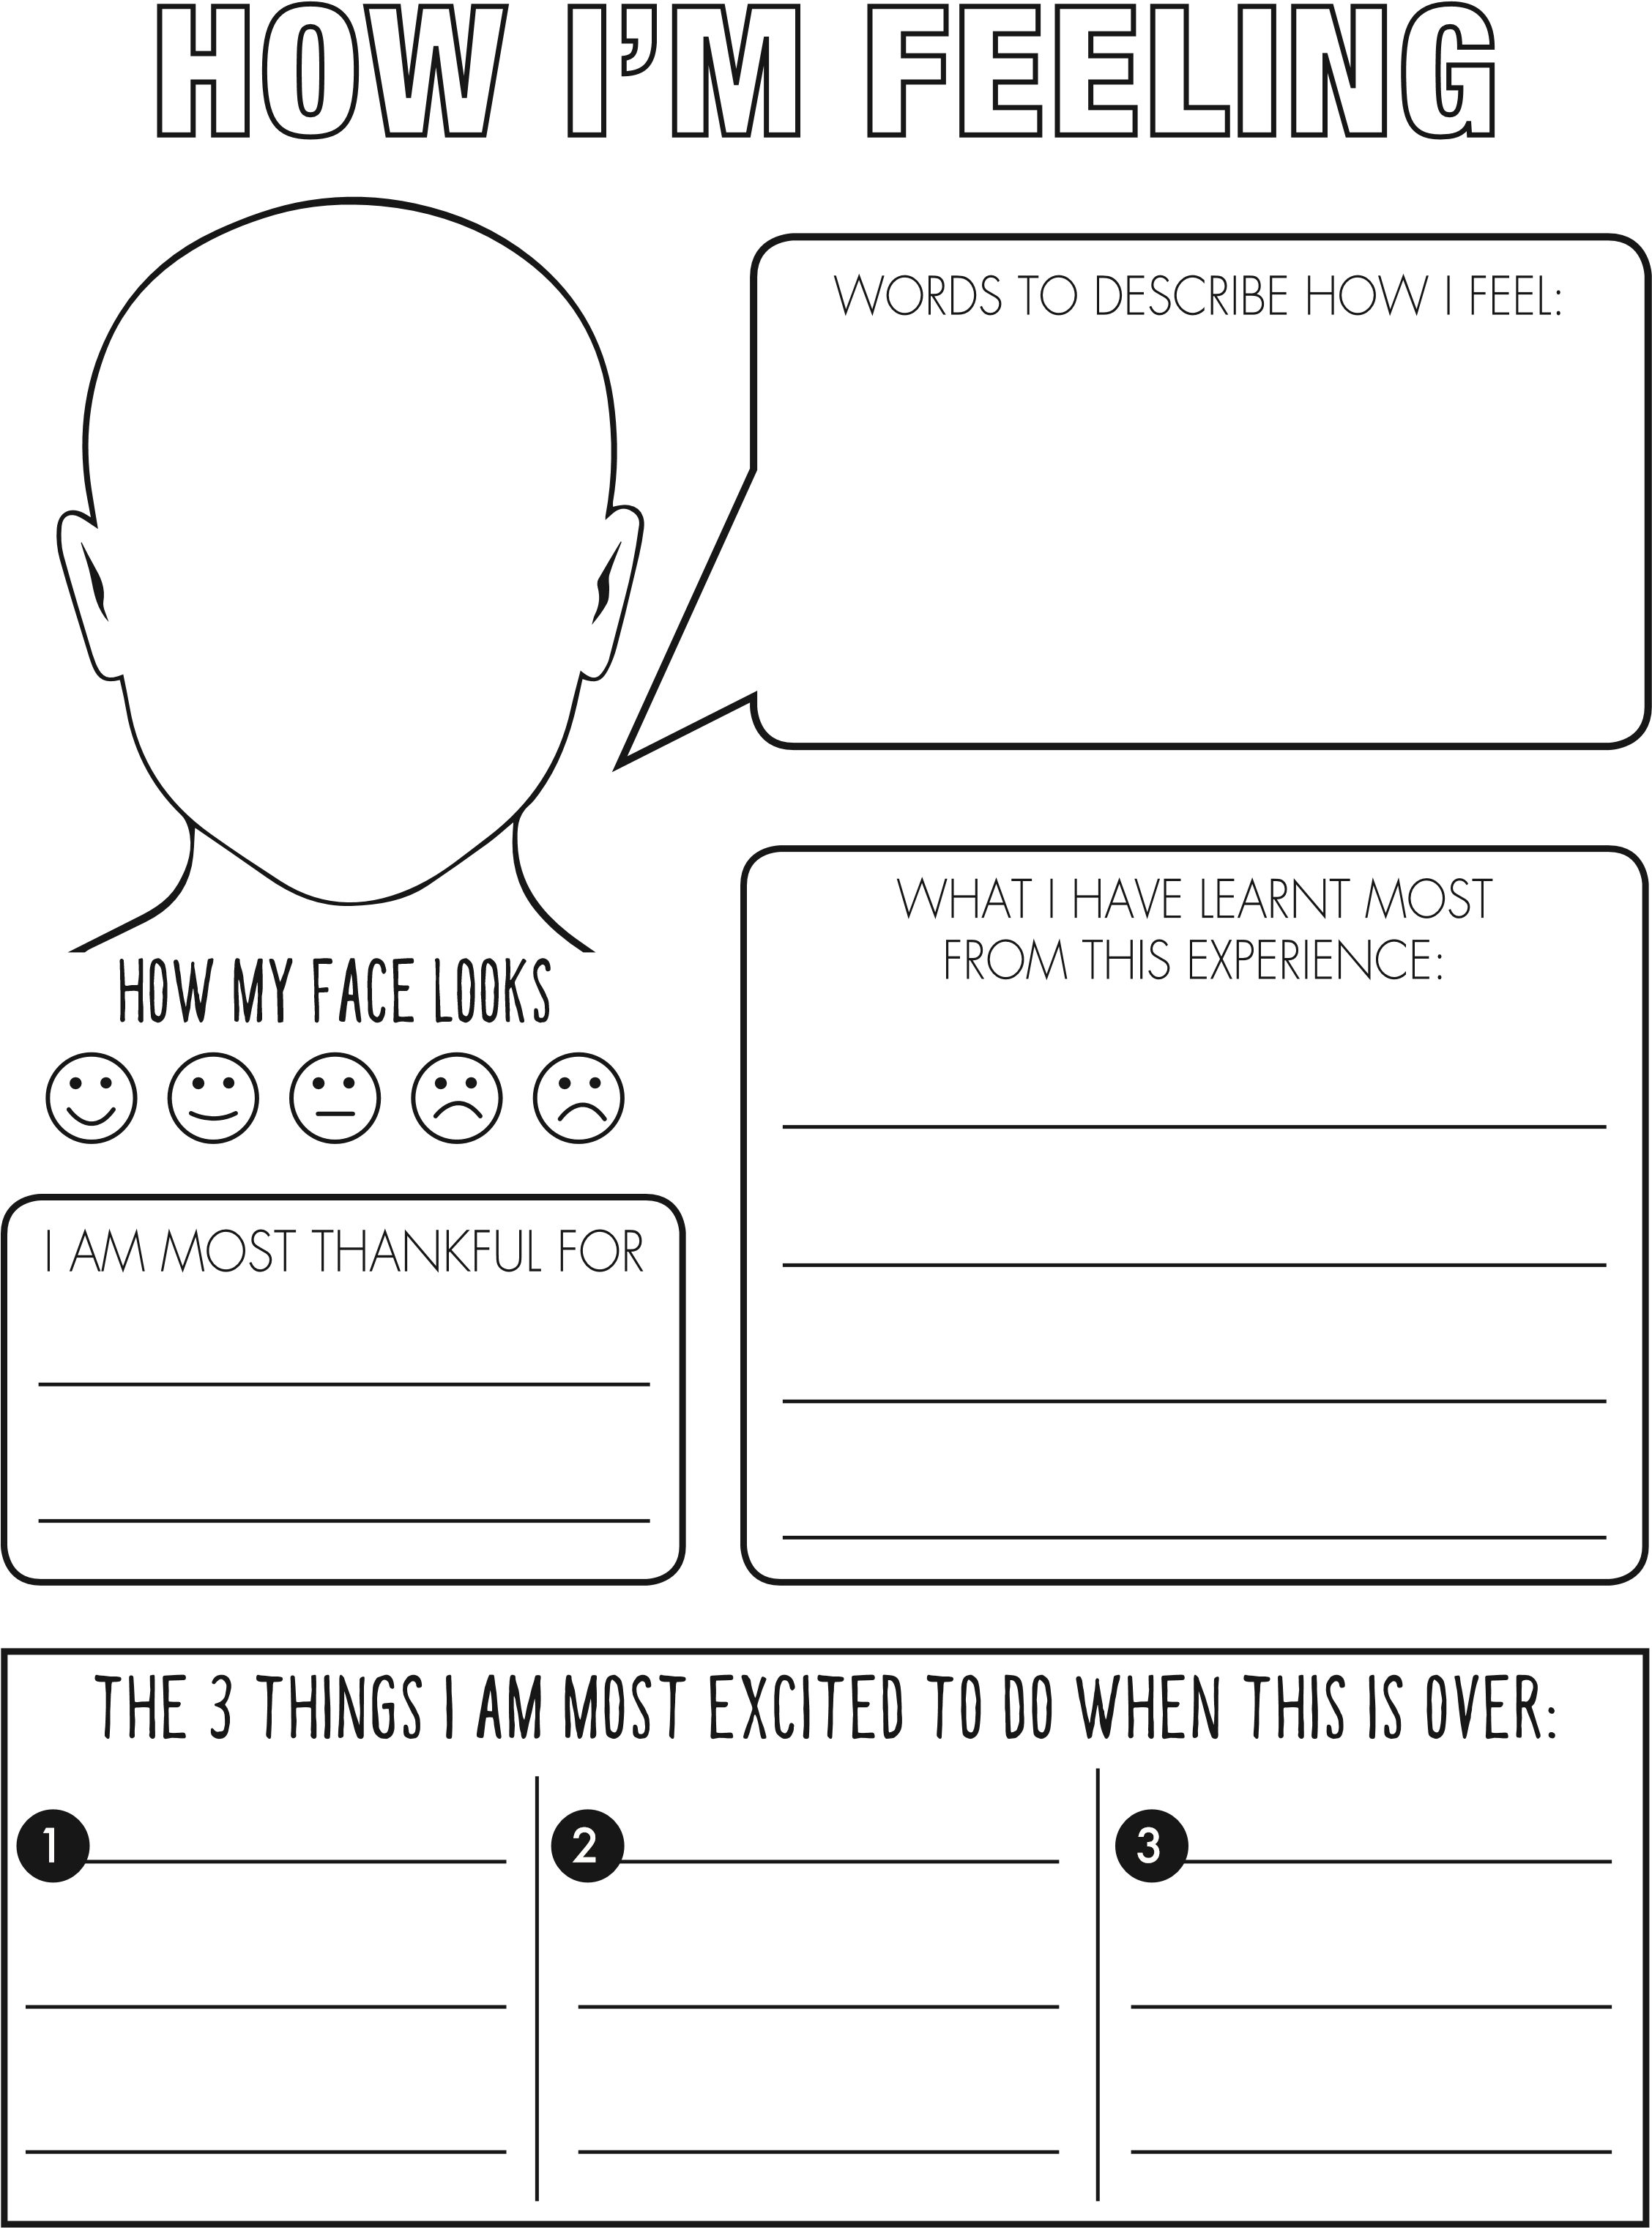 HOW I'M FEELING
WORDS TO DESCRIBE HOW I FEEL:
WHAT I HAVE LEARNT MOST
FROM THIS EXPERIENCE:
HOW MY FACE LOOKS
I AM MOST THANKFUL FOR
THE 3 THINGS I AM MOST EXCITED TO DO WHEN THIS IS OVER:
1
2
3